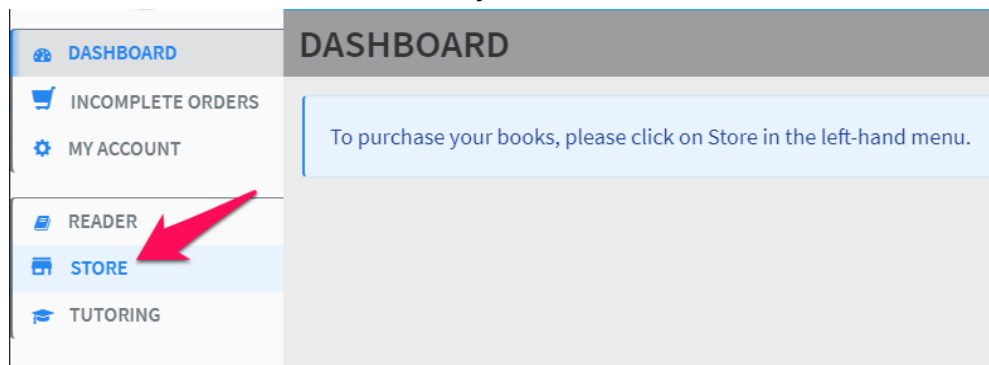 DASHBOARD
INCOMPLETE ORDERS
MY ACCOUNT
READER
STORE
TUTORING
DASHBOARD
To purchase your books, please click on Store in the left-hand menu.